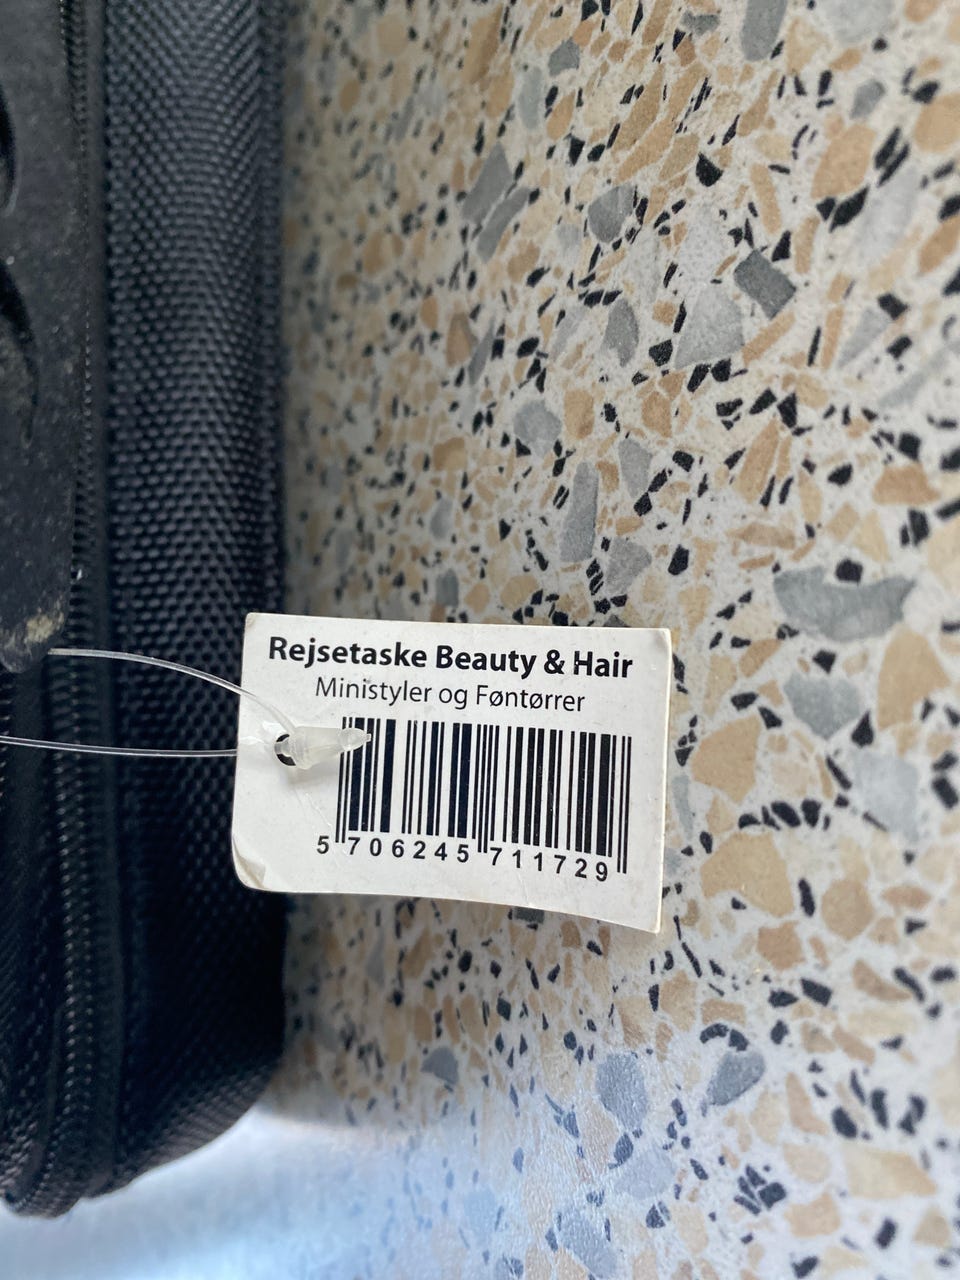 Rejsetaske Beauty & Hair
Ministyler og Føntørrer
5 706245 711729